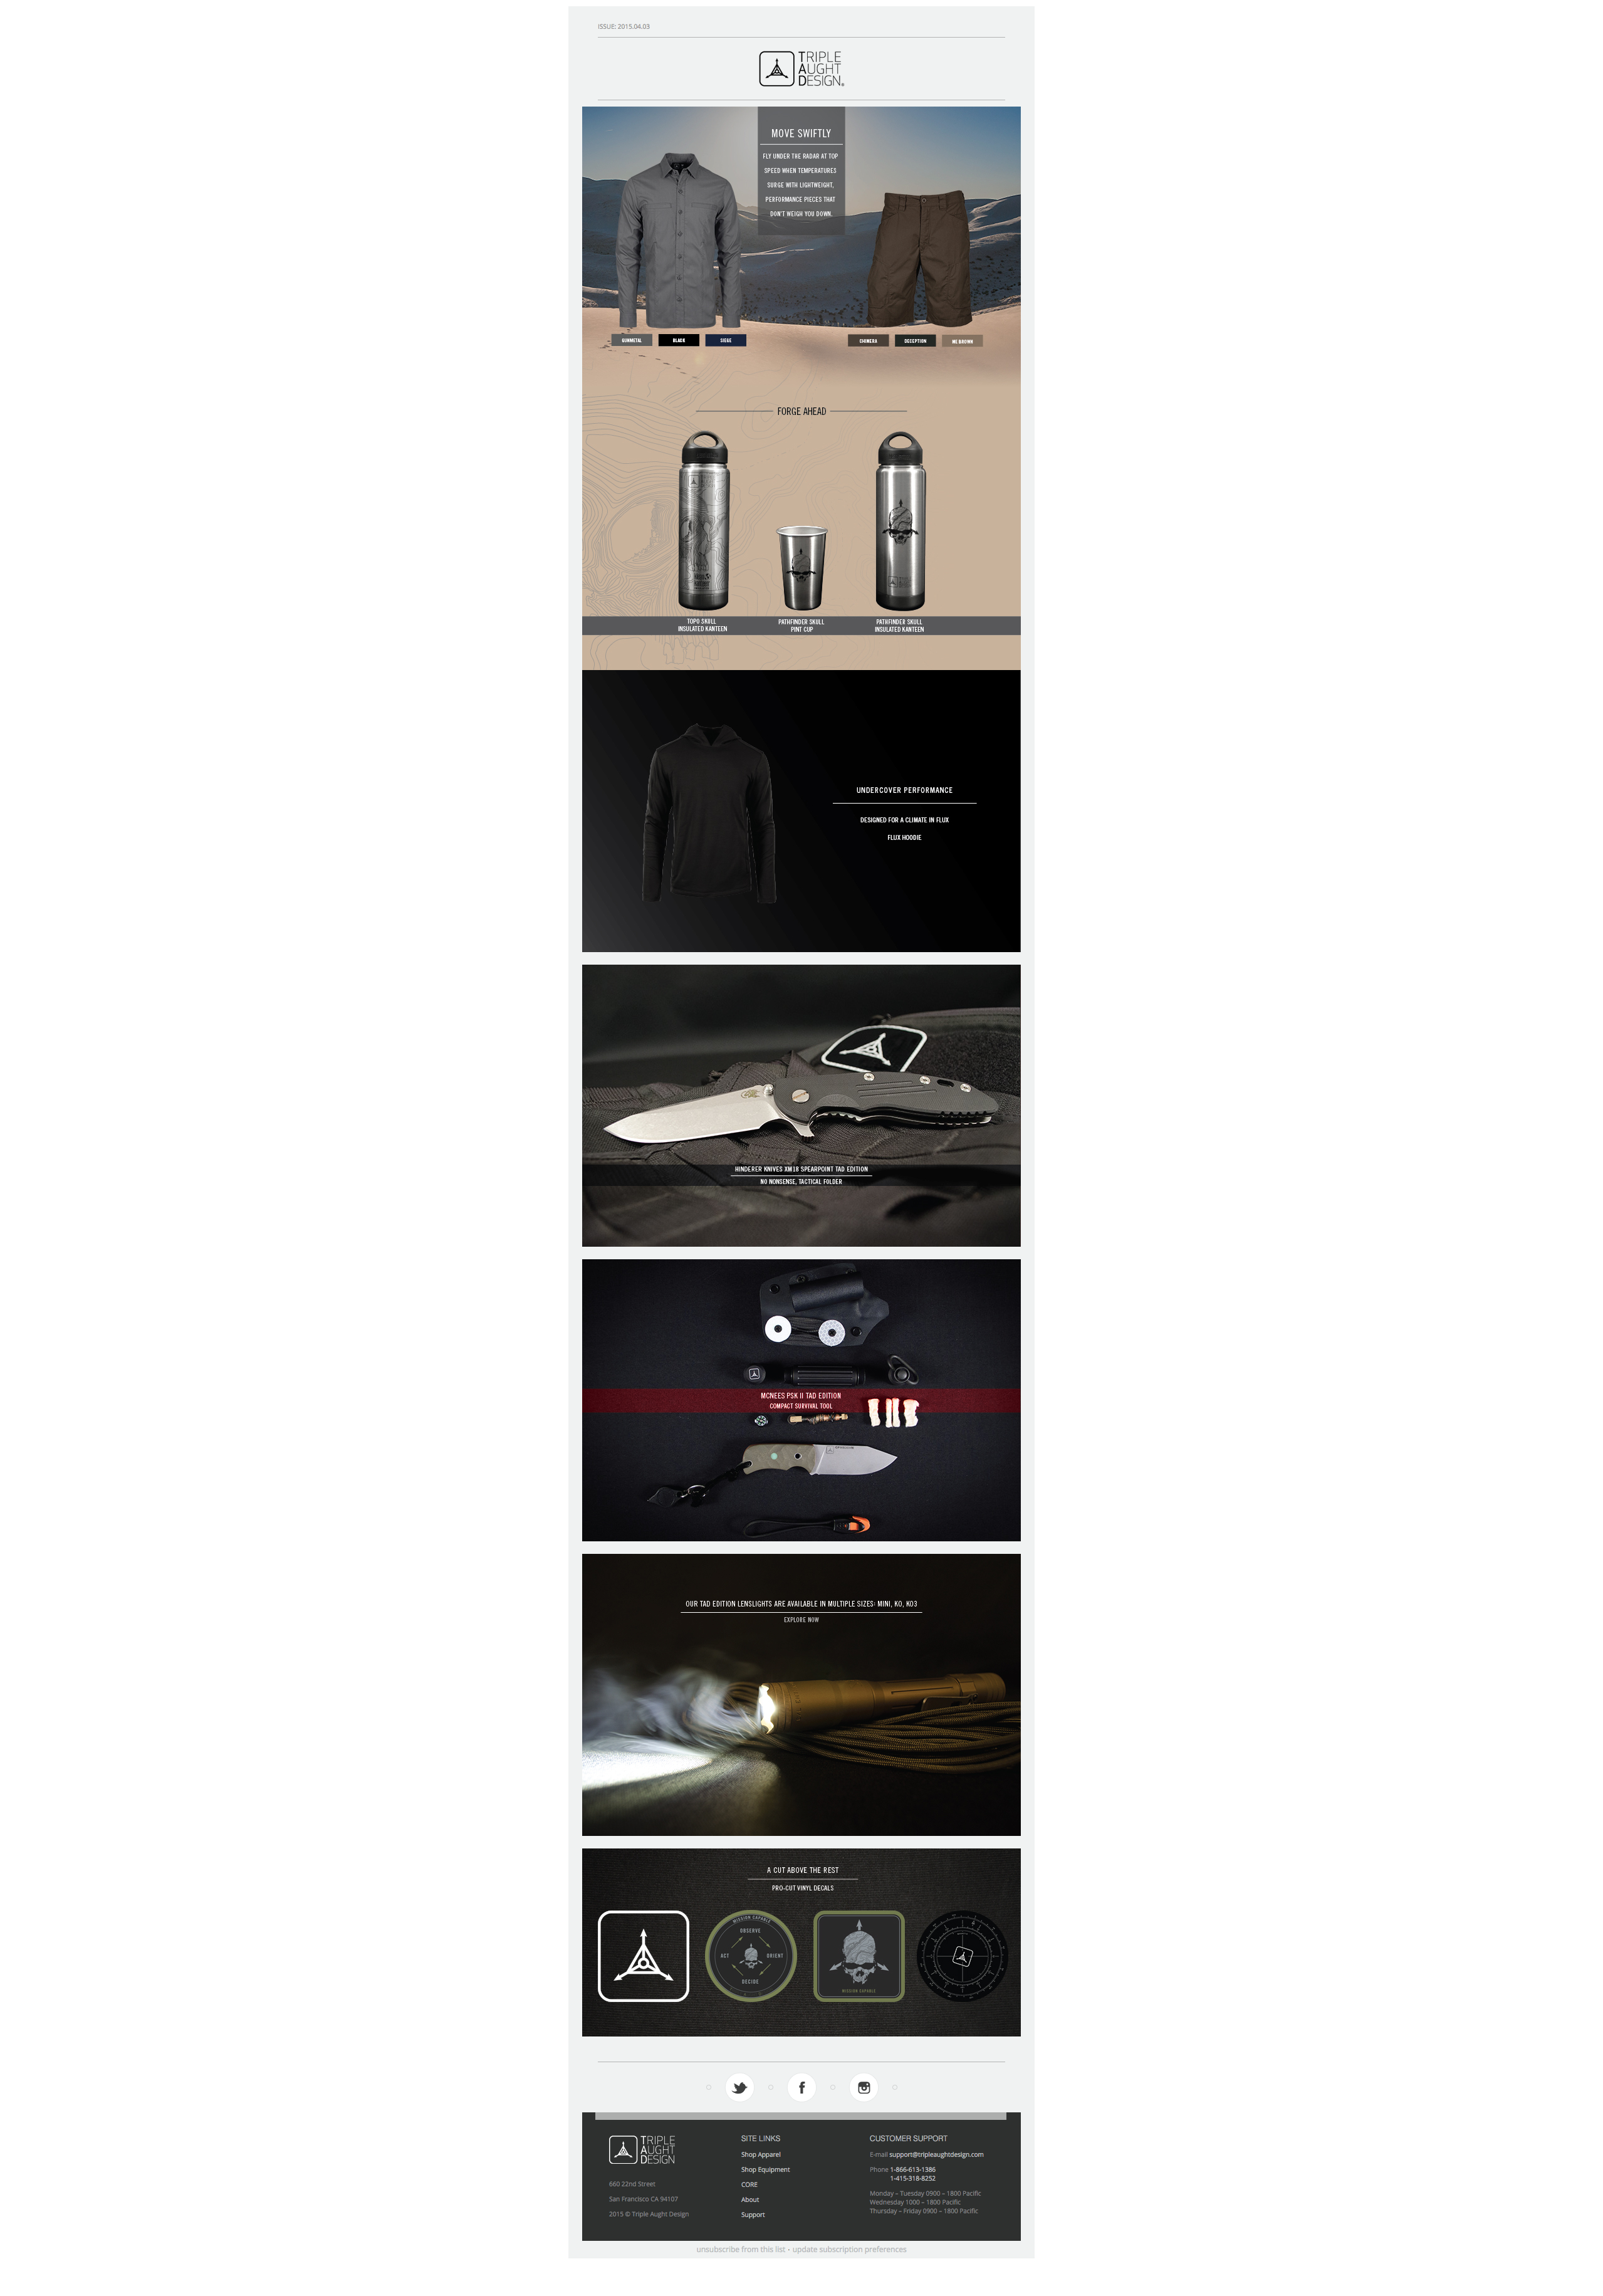 ISSUE: 2015.04.03
TRIPLE
AUGHT
DESIGN®
MOVE SWIFTLY
FLY UNDER THE RADAR AT TOP
SPEED WHEN TEMPERATURES
SURGE WITH LIGHTWEIGHT,
PERFORMANCE PIECES THAT
DON'T WEIGH YOU DOWN.
GUNMETAL
BLACK
SIEGE
CHIMERA
DECEPTION
ME BROWN
FORGE AHEAD
TOPO SKULL
INSULATED KANTEEN
PATHFINDER SKULL
PINT CUP
PATHFINDER SKULL
INSULATED KANTEEN
UNDERCOVER PERFORMANCE
DESIGNED FOR A CLIMATE IN FLUX
FLUX HOODIE
HINDERER KNIVES XM18 SPEARPOINT TAD EDITION
NO NONSENSE, TACTICAL FOLDER
MCNEES PSK II TAD EDITION
COMPACT SURVIVAL TOOL
OUR TAD EDITION LENSLIGHTS ARE AVAILABLE IN MULTIPLE SIZES: MINI, KO, KO3
EXPLORE NOW
A CUT ABOVE THE REST
PRO-CUT VINYL DECALS
MISSION CAPABLE
OBSERVE
ACT
ORIENT
DECIDE
MISSION CAPABLE
TRIPLE
AUGHT
DESIGN
660 22nd Street
San Francisco CA 94107
2015 © Triple Aught Design
SITE LINKS
Shop Apparel
Shop Equipment
CORE
About
Support
CUSTOMER SUPPORT
E-mail support@tripleaughtdesign.com
Phone 1-866-613-1386
1-415-318-8252
Monday – Tuesday 0900 – 1800 Pacific
Wednesday 1000 – 1800 Pacific
Thursday – Friday 0900 – 1800 Pacific
unsubscribe from this list – update subscription preferences